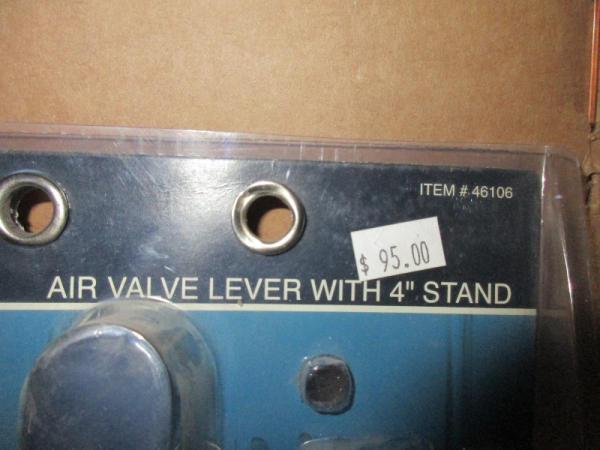 ITEM # 46106
$ 95.00
AIR VALVE LEVER WITH 4" STAND